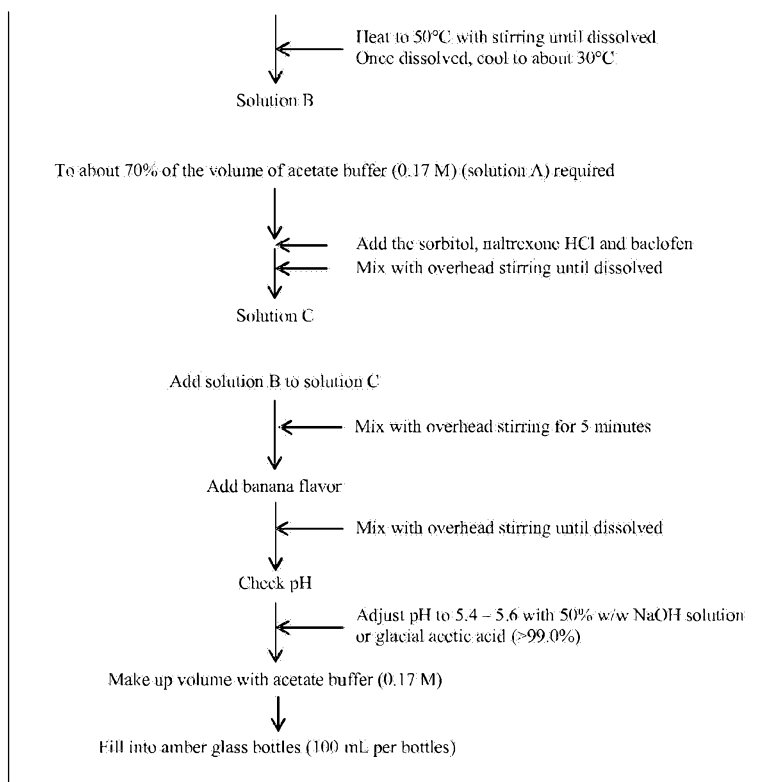 Heat to 50°C with stirring until dissolved
Once dissolved, cool to about 30°C
Solution B
To about 70% of the volume of acetate buffer (0.17 M) (solution A) required
Add the sorbitol, naltrexone HCl and baclofen
Mix with overhead stirring until dissolved
Solution C
Add solution B to solution C
Mix with overhead stirring for 5 minutes
Add banana flavor
Mix with overhead stirring until dissolved
Check pH
Adjust pH to 5.4 – 5.6 with 50% w/w NaOH solution
or glacial acetic acid (>99.0%)
Make up volume with acetate buffer (0.17 M)
Fill into amber glass bottles (100 mL per bottles)